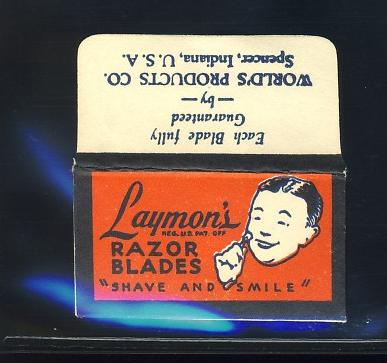 Each Blade fully
Guaranteed
— by —
WORLD'S PRODUCTS CO.
Spencer, Indiana, U. S. A.
Laymon's
REG. U.S. PAT. OFF
RAZOR
BLADES
"SHAVE AND SMILE"